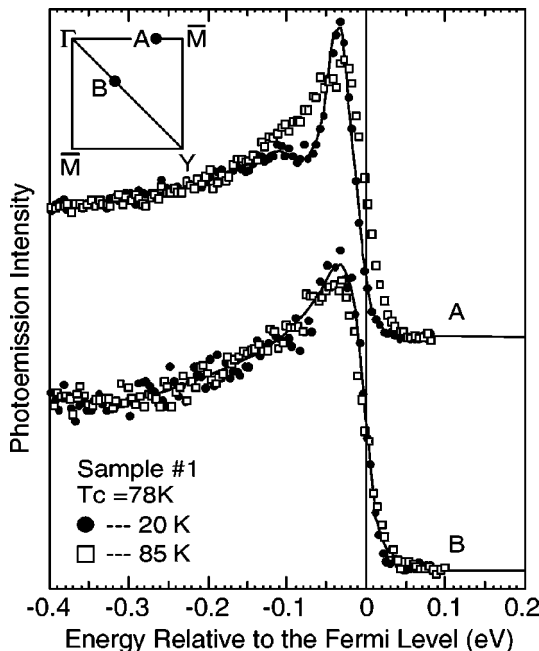 Γ A M̅
B
M̅ Y
Photoemission Intensity
A
Sample #1
Tc =78K
● --- 20 K
□ --- 85 K
B
-0.4 -0.3 -0.2 -0.1 0 0.1 0.2
Energy Relative to the Fermi Level (eV)